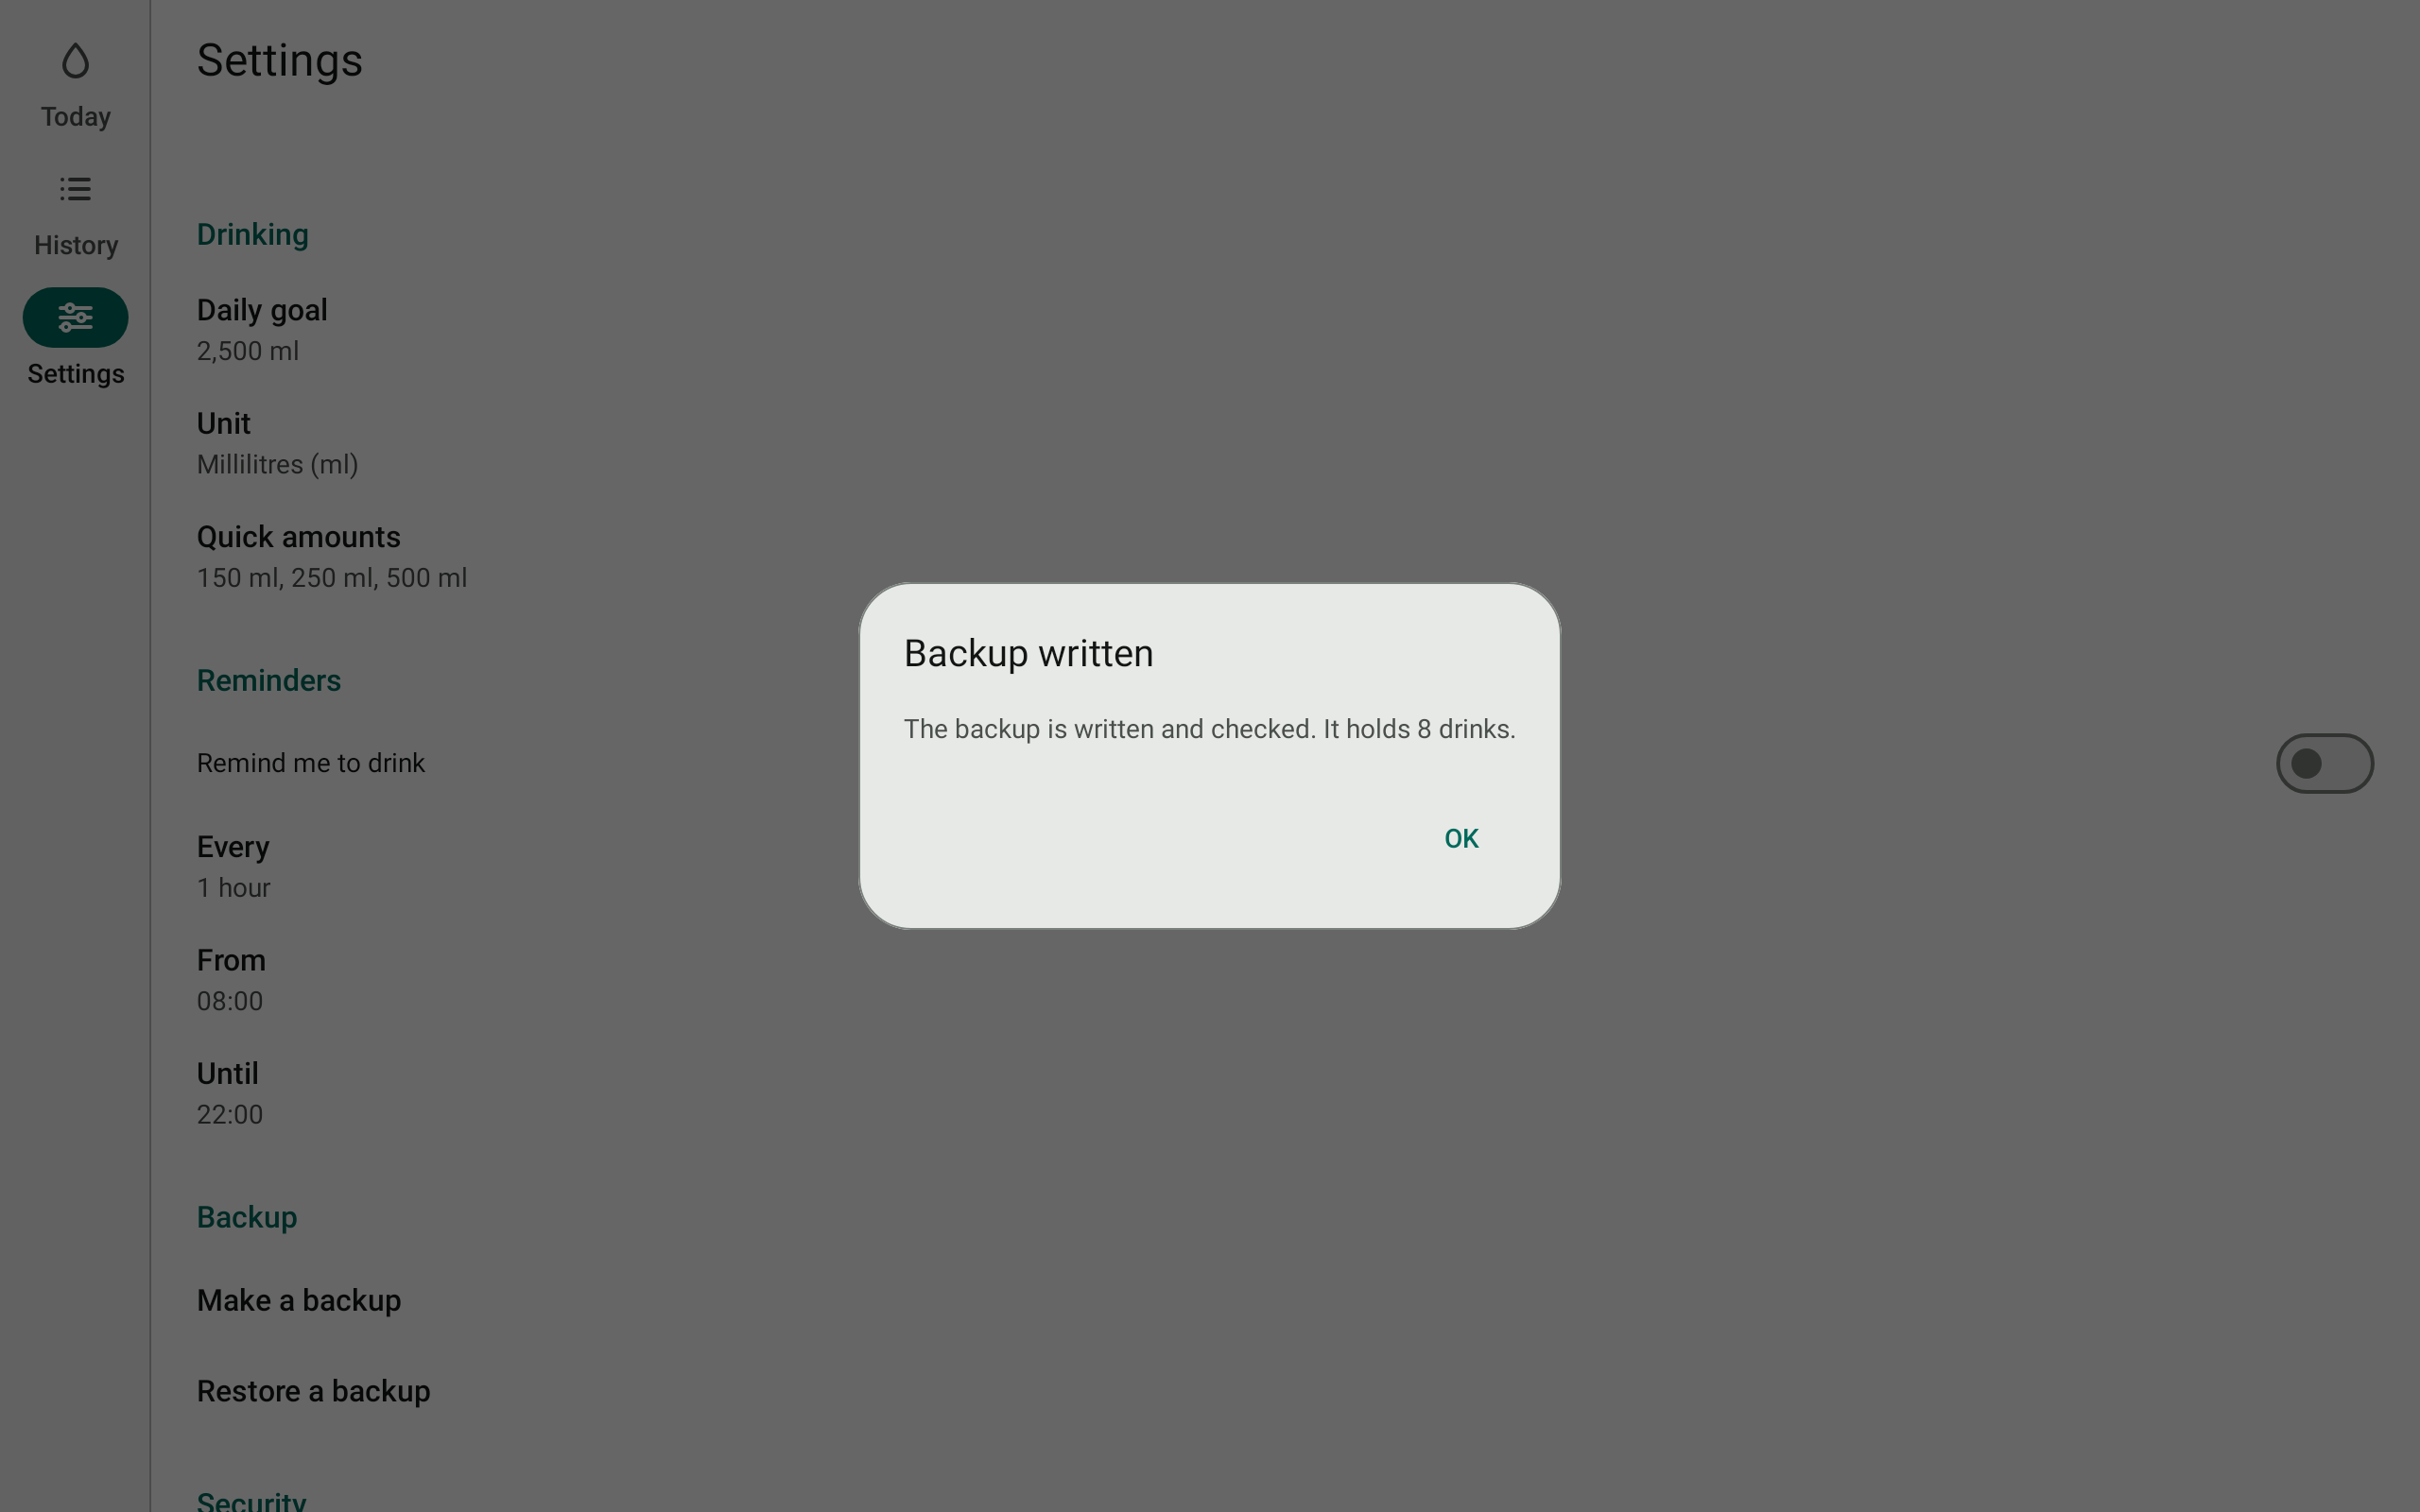 Today
History
Settings
Settings
Drinking
Daily goal
2,500 ml
Unit
Millilitres (ml)
Quick amounts
150 ml, 250 ml, 500 ml
Reminders
Remind me to drink
Every
1 hour
From
08:00
Until
22:00
Backup
Make a backup
Restore a backup
Security
Backup written
The backup is written and checked. It holds 8 drinks.
OK